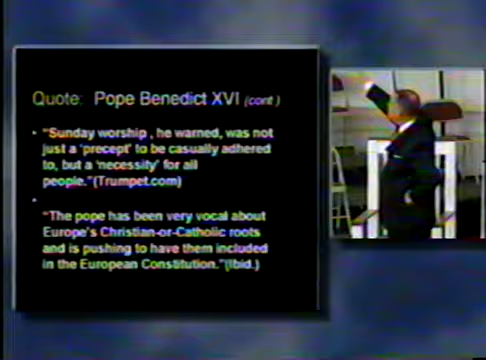 Quote: Pope Benedict XVI (cont)
• "Sunday worship, he warned, was not
just a 'precept' to be casually adhered
to, but a 'necessity' for all
people."(Trumpet.com)
•
"The pope has been very vocal about
Europe's Christian-or-Catholic roots
and is pushing to have them included
in the European Constitution."(Ibid.)